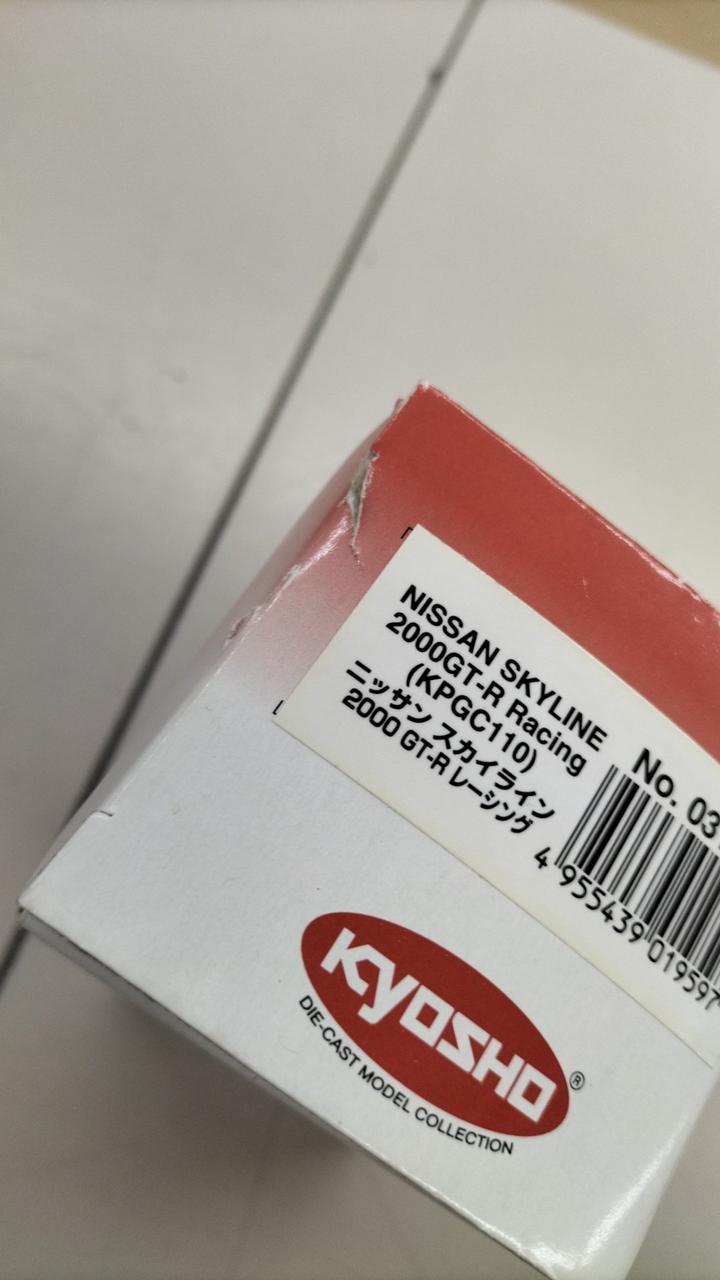 NISSAN SKYLINE
2000GT-R Racing
(KPGC110)
ニッサン スカイライン
2000 GT-R レーシング
No. 03
4 955439 019597
KYOSHO®
DIE-CAST MODEL COLLECTION